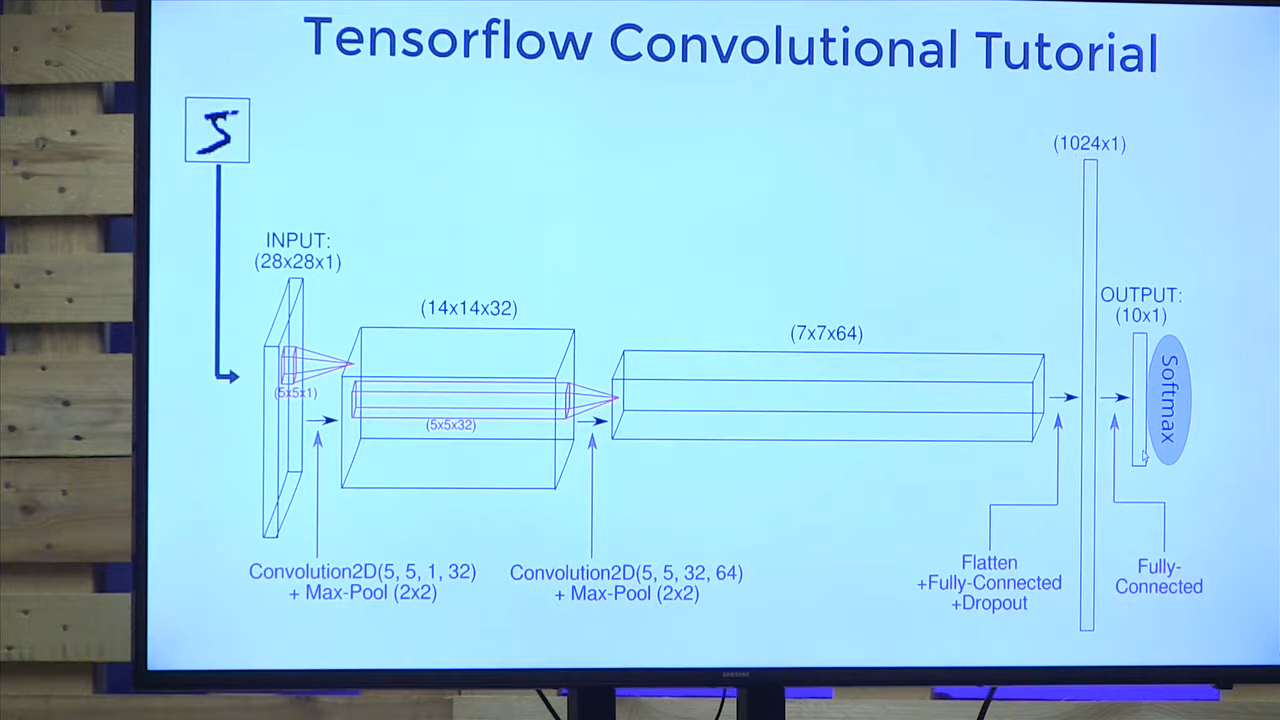 Tensorflow Convolutional Tutorial
5
(1024x1)
INPUT:
(28x28x1)
(14x14x32)
(7x7x64)
OUTPUT:
(10x1)
(5x5x1)
(5x5x32)
Softmax
Convolution2D(5, 5, 1, 32)
+ Max-Pool (2x2)
Convolution2D(5, 5, 32, 64)
+ Max-Pool (2x2)
Flatten
+Fully-Connected
+Dropout
Fully-
Connected
SAMSUNG